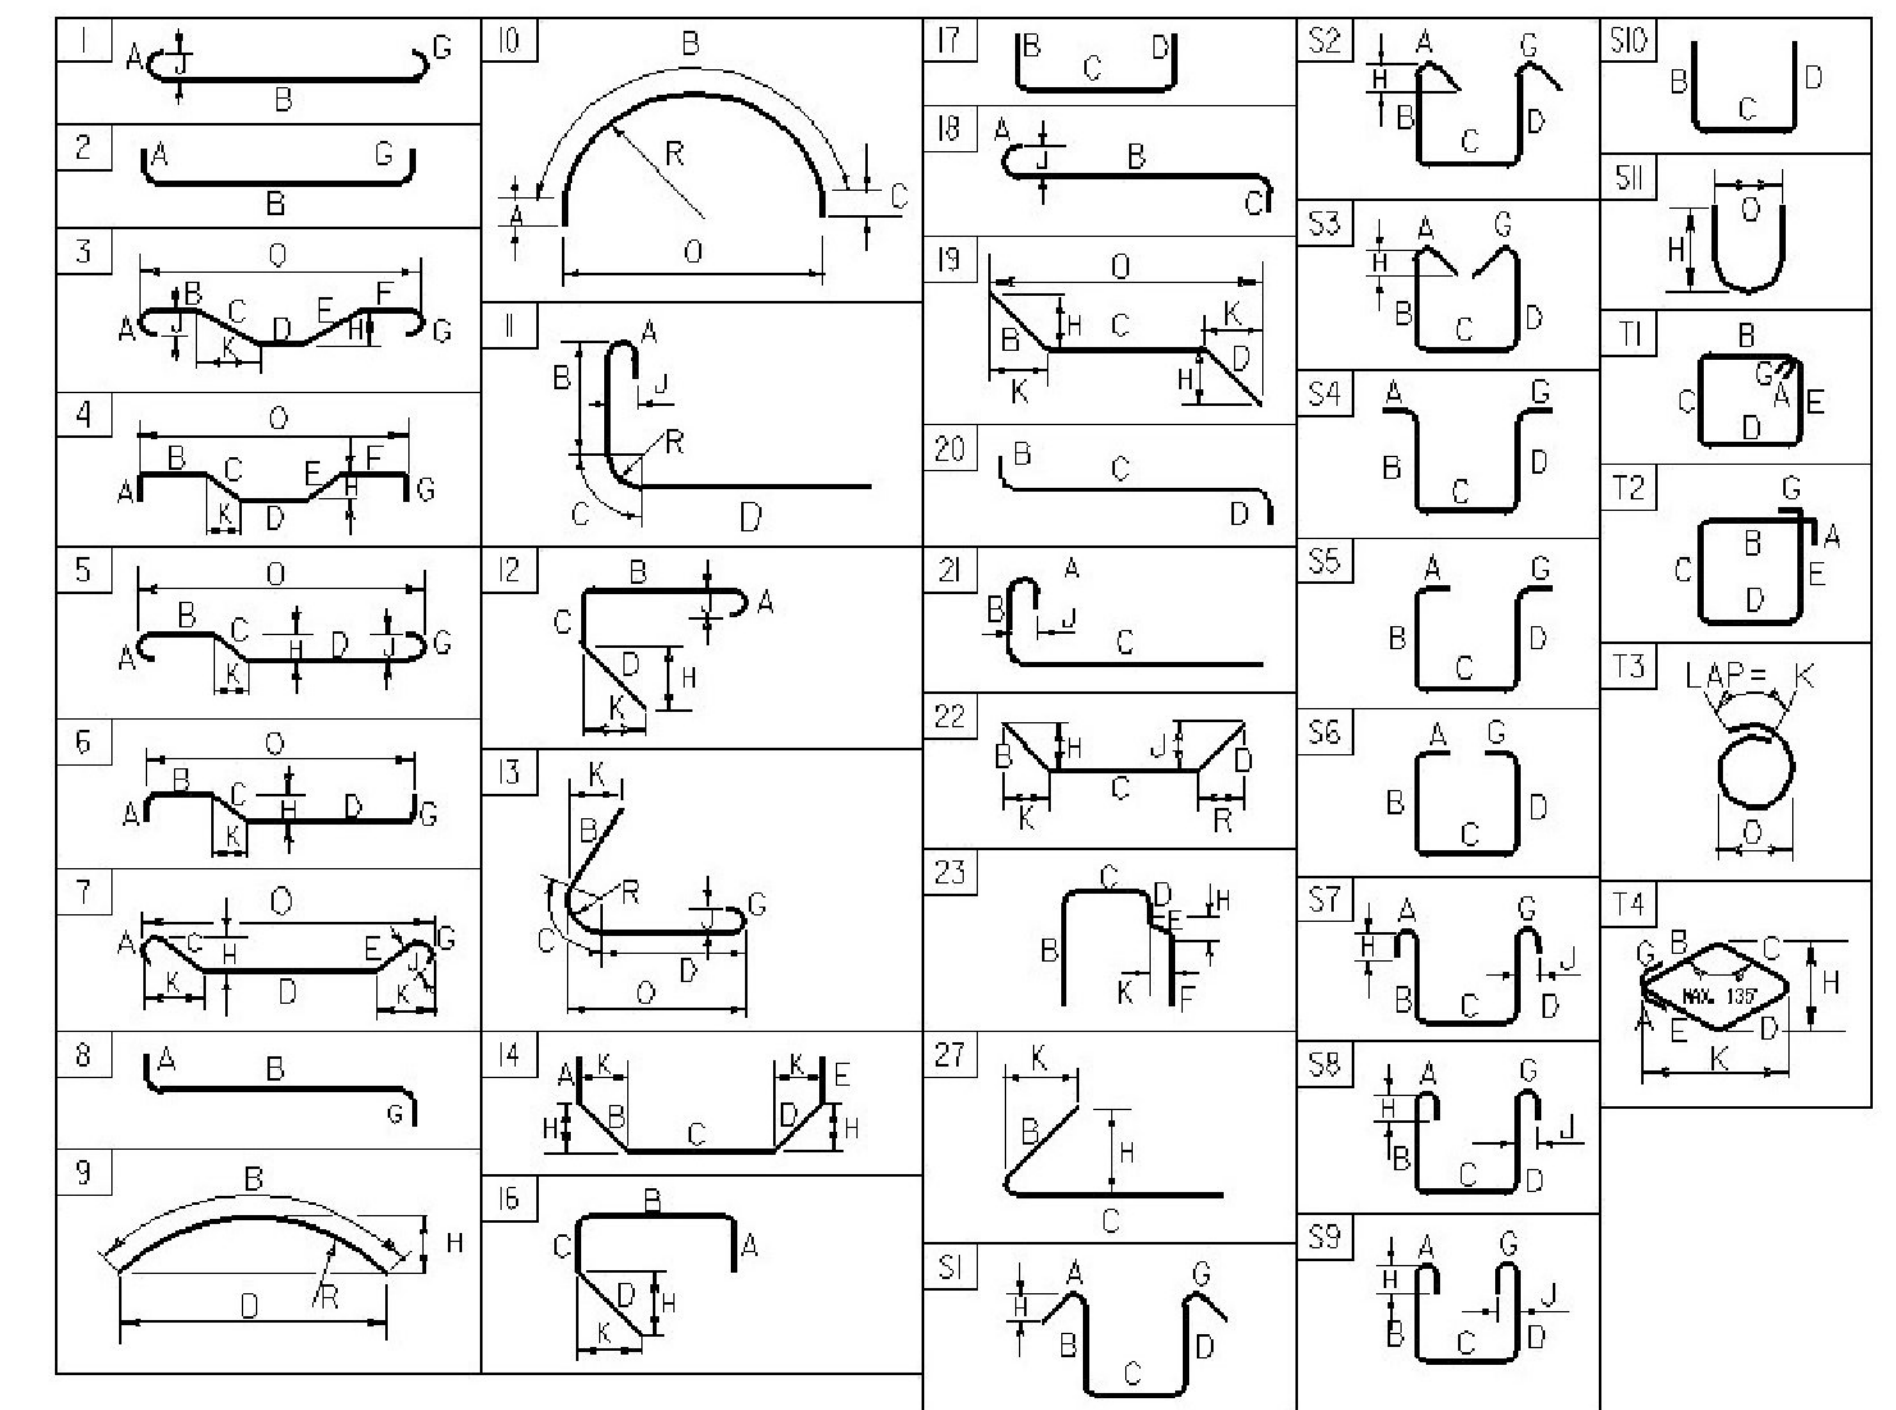 1
A J G
B
2
A G
B
3
O
B C E F
A J D H G
K
4
O
B C E F
A H G
K D
5
O
B C D
A H J G
K
6
O
B C D
A H G
K
7
O
A C H E G
J
K D K
8
A B
G
9
B
H
R
O
10
B
R
A C
O
11
A
B J
R
C D
12
B
J A
C
D H
K
13
K
B
R J G
C D
O
14
A K K E
H B C D H
16
B
C A
D H
K
17
B D
C
18
A J B
C
19
O
B H C K
K H D
20
B C
D
21
A
B J
C
22
B H J D
C
K R
23
C D H
E
B
K F
27
K
B H
C
S1
A G
H
B D
C
S2
A G
H
B D
C
S3
A G
H
B D
C
S4
A G
B D
C
S5
A G
B D
C
S6
A G
B D
C
S7
A G
H J
B C D
S8
A G
H J
B C D
S9
A G
H J
B C D
S10
B D
C
S11
O
H
T1
B
G
C A E
D
T2
G
B A
C E
D
T3
LAP= K
O
T4
B C
G
MAX. 135° H
A E D
K